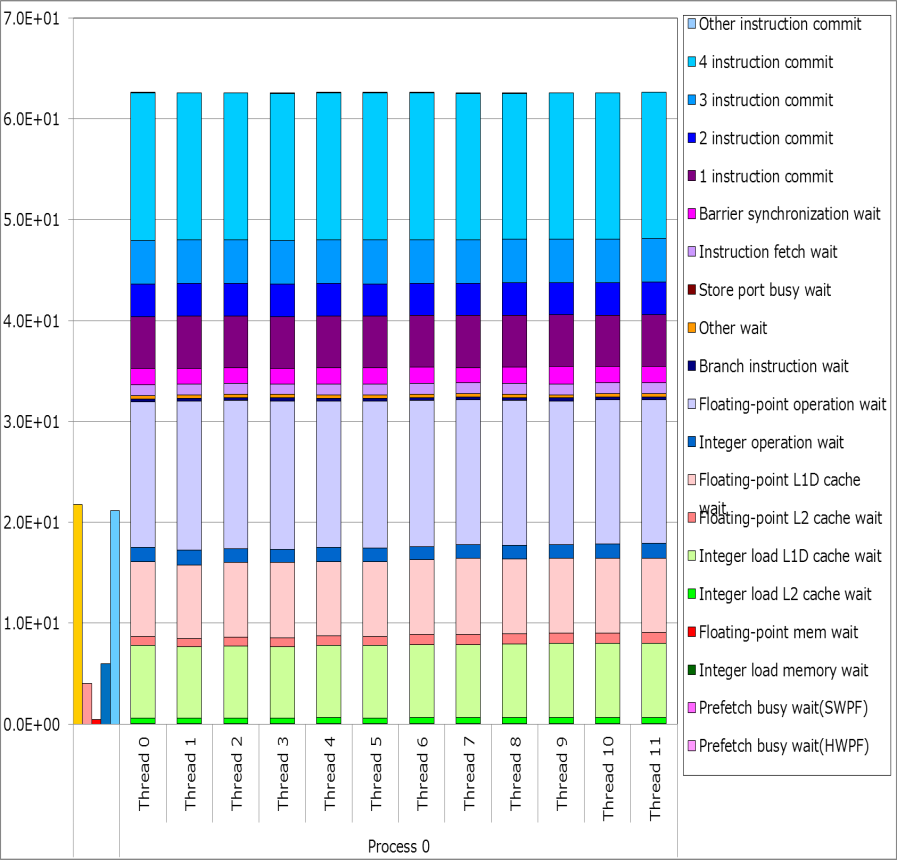 7.0E+01
6.0E+01
5.0E+01
4.0E+01
3.0E+01
2.0E+01
1.0E+01
0.0E+00
Thread 0
Thread 1
Thread 2
Thread 3
Thread 4
Thread 5
Thread 6
Thread 7
Thread 8
Thread 9
Thread 10
Thread 11
Process 0
Other instruction commit
4 instruction commit
3 instruction commit
2 instruction commit
1 instruction commit
Barrier synchronization wait
Instruction fetch wait
Store port busy wait
Other wait
Branch instruction wait
Floating-point operation wait
Integer operation wait
Floating-point L1D cache
wait
Floating-point L2 cache wait
Integer load L1D cache wait
Integer load L2 cache wait
Floating-point mem wait
Integer load memory wait
Prefetch busy wait(SWPF)
Prefetch busy wait(HWPF)